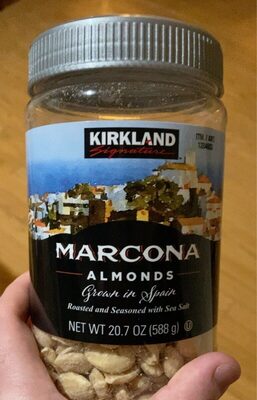 KIRKLAND
Signature
MARCONA
ALMONDS
Grown in Spain
Roasted and Seasoned with Sea Salt
NET WT 20.7 OZ (588 g)